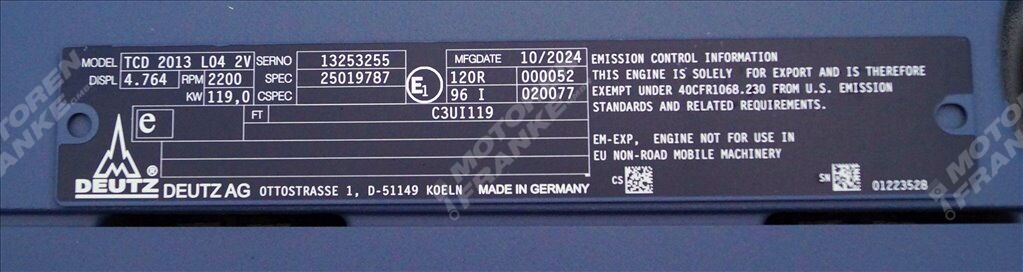 MODEL TCD 2013 L04 2V SERNO 13253255 MFGDATE 10/2024
DISPL 4.764 RPM 2200 SPEC 25019787 E1 120R 000052
KW 119,0 CSPEC 96 I 020077
e FT C3UI119
EMISSION CONTROL INFORMATION
THIS ENGINE IS SOLELY FOR EXPORT AND IS THEREFORE
EXEMPT UNDER 40CFR1068.230 FROM U.S. EMISSION
STANDARDS AND RELATED REQUIREMENTS.
EM-EXP, ENGINE NOT FOR USE IN
EU NON-ROAD MOBILE MACHINERY
CS SN 01223528
DEUTZ ® DEUTZ AG OTTOSTRASSE 1, D-51149 KOELN MADE IN GERMANY
MOTOREN FRANKE
MOTOREN FRANKE
MOTOREN FRANKE